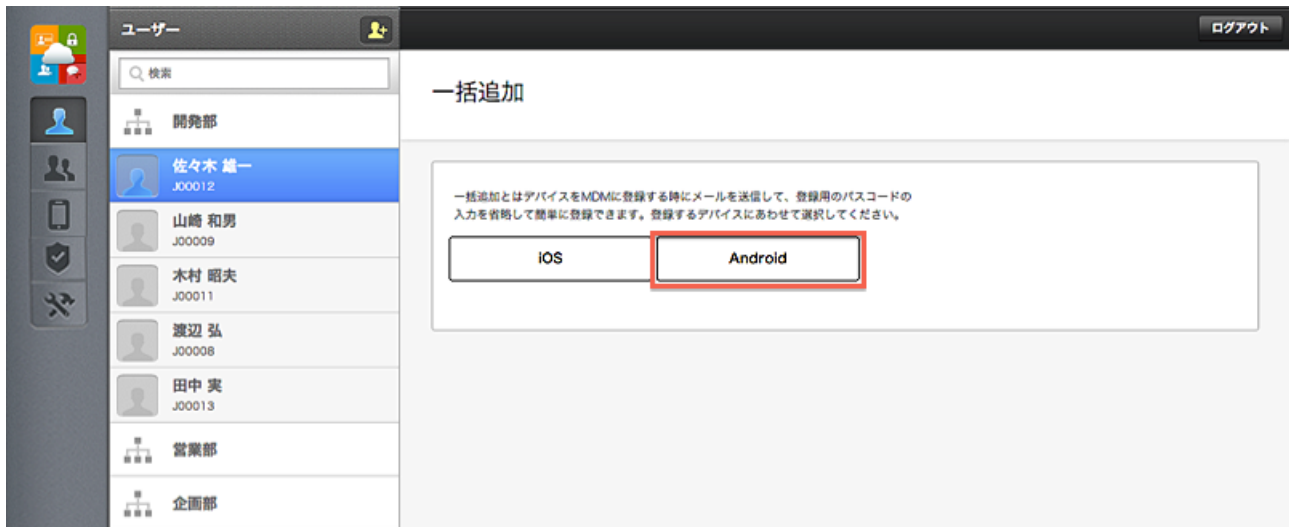 ユーザー
ログアウト
検索
一括追加
開発部
佐々木 雄一
J00012
山崎 和男
J00009
木村 昭夫
J00011
渡辺 弘
J00008
田中 実
J00013
営業部
企画部
一括追加とはデバイスをMDMに登録する時にメールを送信して、登録用のパスコードの
入力を省略して簡単に登録できます。登録するデバイスにあわせて選択してください。
iOS
Android